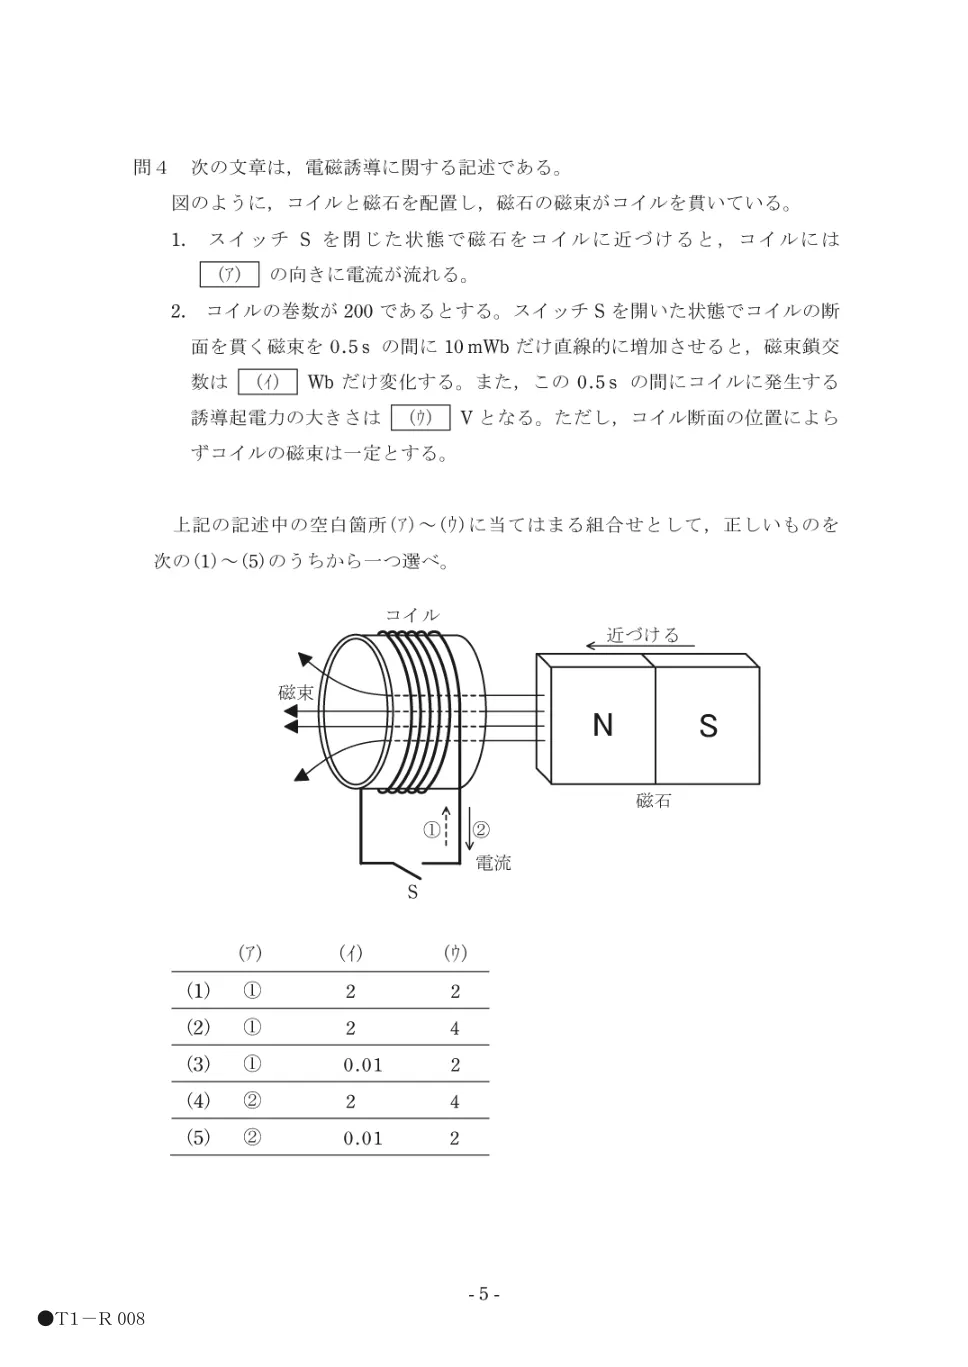 問４　次の文章は，電磁誘導に関する記述である。
図のように，コイルと磁石を配置し，磁石の磁束がコイルを貫いている。
1.　スイッチ S を閉じた状態で磁石をコイルに近づけると，コイルには
(ア) の向きに電流が流れる。
2.　コイルの巻数が 200 であるとする。スイッチ S を開いた状態でコイルの断
面を貫く磁束を 0.5 s の間に 10 mWb だけ直線的に増加させると，磁束鎖交
数は (イ) Wb だけ変化する。また，この 0.5 s の間にコイルに発生する
誘導起電力の大きさは (ウ) V となる。ただし，コイル断面の位置によら
ずコイルの磁束は一定とする。
上記の記述中の空白箇所(ア)～(ウ)に当てはまる組合せとして，正しいものを
次の(1)～(5)のうちから一つ選べ。
コイル
近づける
磁束
N S
磁石
① ②
電流
S
(ア) (イ) (ウ)
(1) ① 2 2
(2) ① 2 4
(3) ① 0.01 2
(4) ② 2 4
(5) ② 0.01 2
- 5 -
●T1－R 008